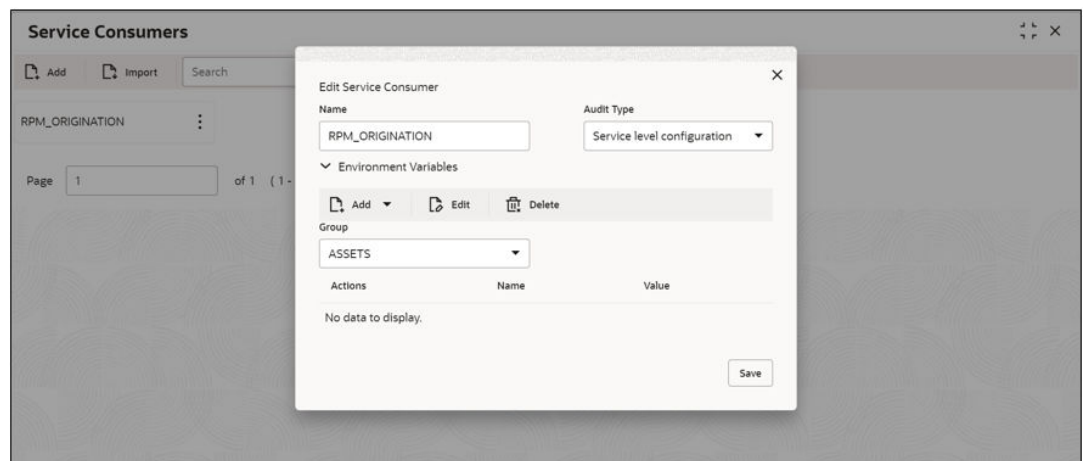 Service Consumers
Add Import Search
RPM_ORIGINATION
Page 1 of 1 (1 -
Edit Service Consumer
Name Audit Type
RPM_ORIGINATION Service level configuration
Environment Variables
Add Edit Delete
Group
ASSETS
Actions Name Value
No data to display.
Save